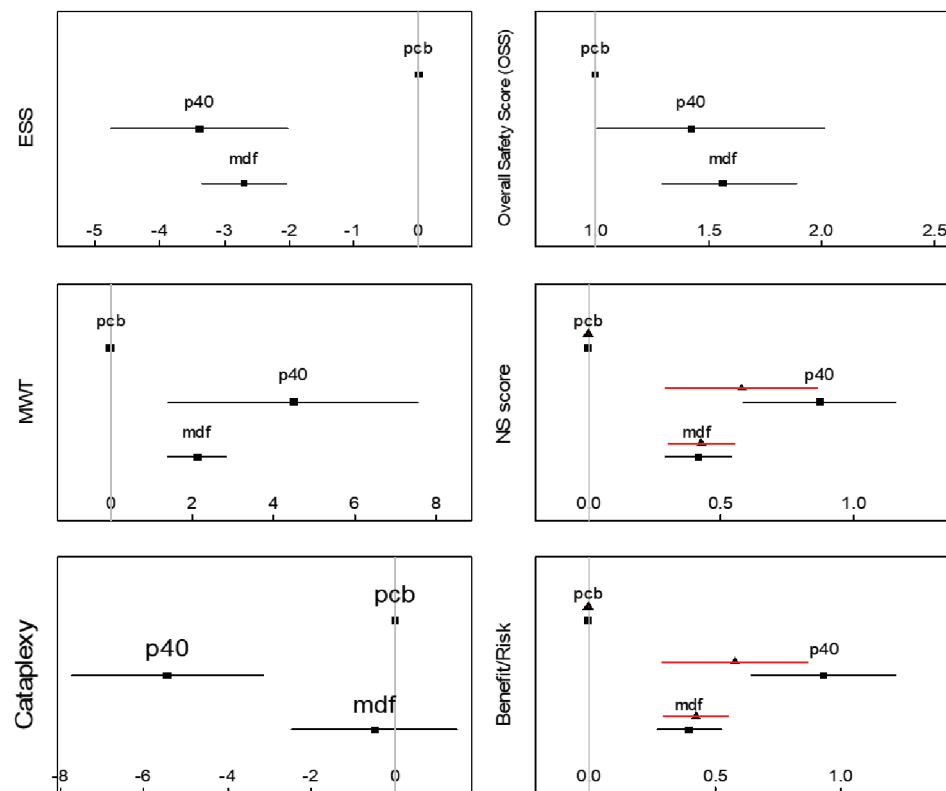 ESS
pcb
p40
mdf
-5 -4 -3 -2 -1 0
Overall Safety Score (OSS)
pcb
p40
mdf
1.0 1.5 2.0 2.5
MWT
pcb
p40
mdf
0 2 4 6 8
NS score
pcb
p40
mdf
0.0 0.5 1.0
Cataplexy
pcb
p40
mdf
-8 -6 -4 -2 0
Benefit/Risk
pcb
p40
mdf
0.0 0.5 1.0